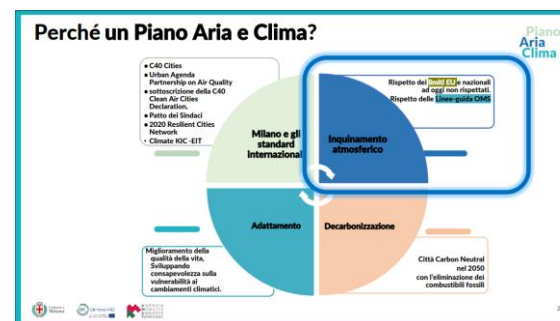 Perché un Piano Aria e Clima?
Piano
Aria
Clima
• C40 Cities
• Urban Agenda
Partnership on Air Quality
• sottoscrizione della C40
Clean Air Cities
Declaration,
• Patto dei Sindaci
• 2020 Resilient Cities
Network
• Climate KIC -EIT
Milano e gli
standard
internazionali
Rispetto dei limiti EU e nazionali
ad oggi non rispettati.
Rispetto delle Linee-guida OMS
Inquinamento
atmosferico
Adattamento
Miglioramento della
qualità della vita,
Sviluppando
consapevolezza sulla
vulnerabilità ai
cambiamenti climatici.
Decarbonizzazione
Città Carbon Neutral
nel 2050
con l'eliminazione dei
combustibili fossili
Milano
2